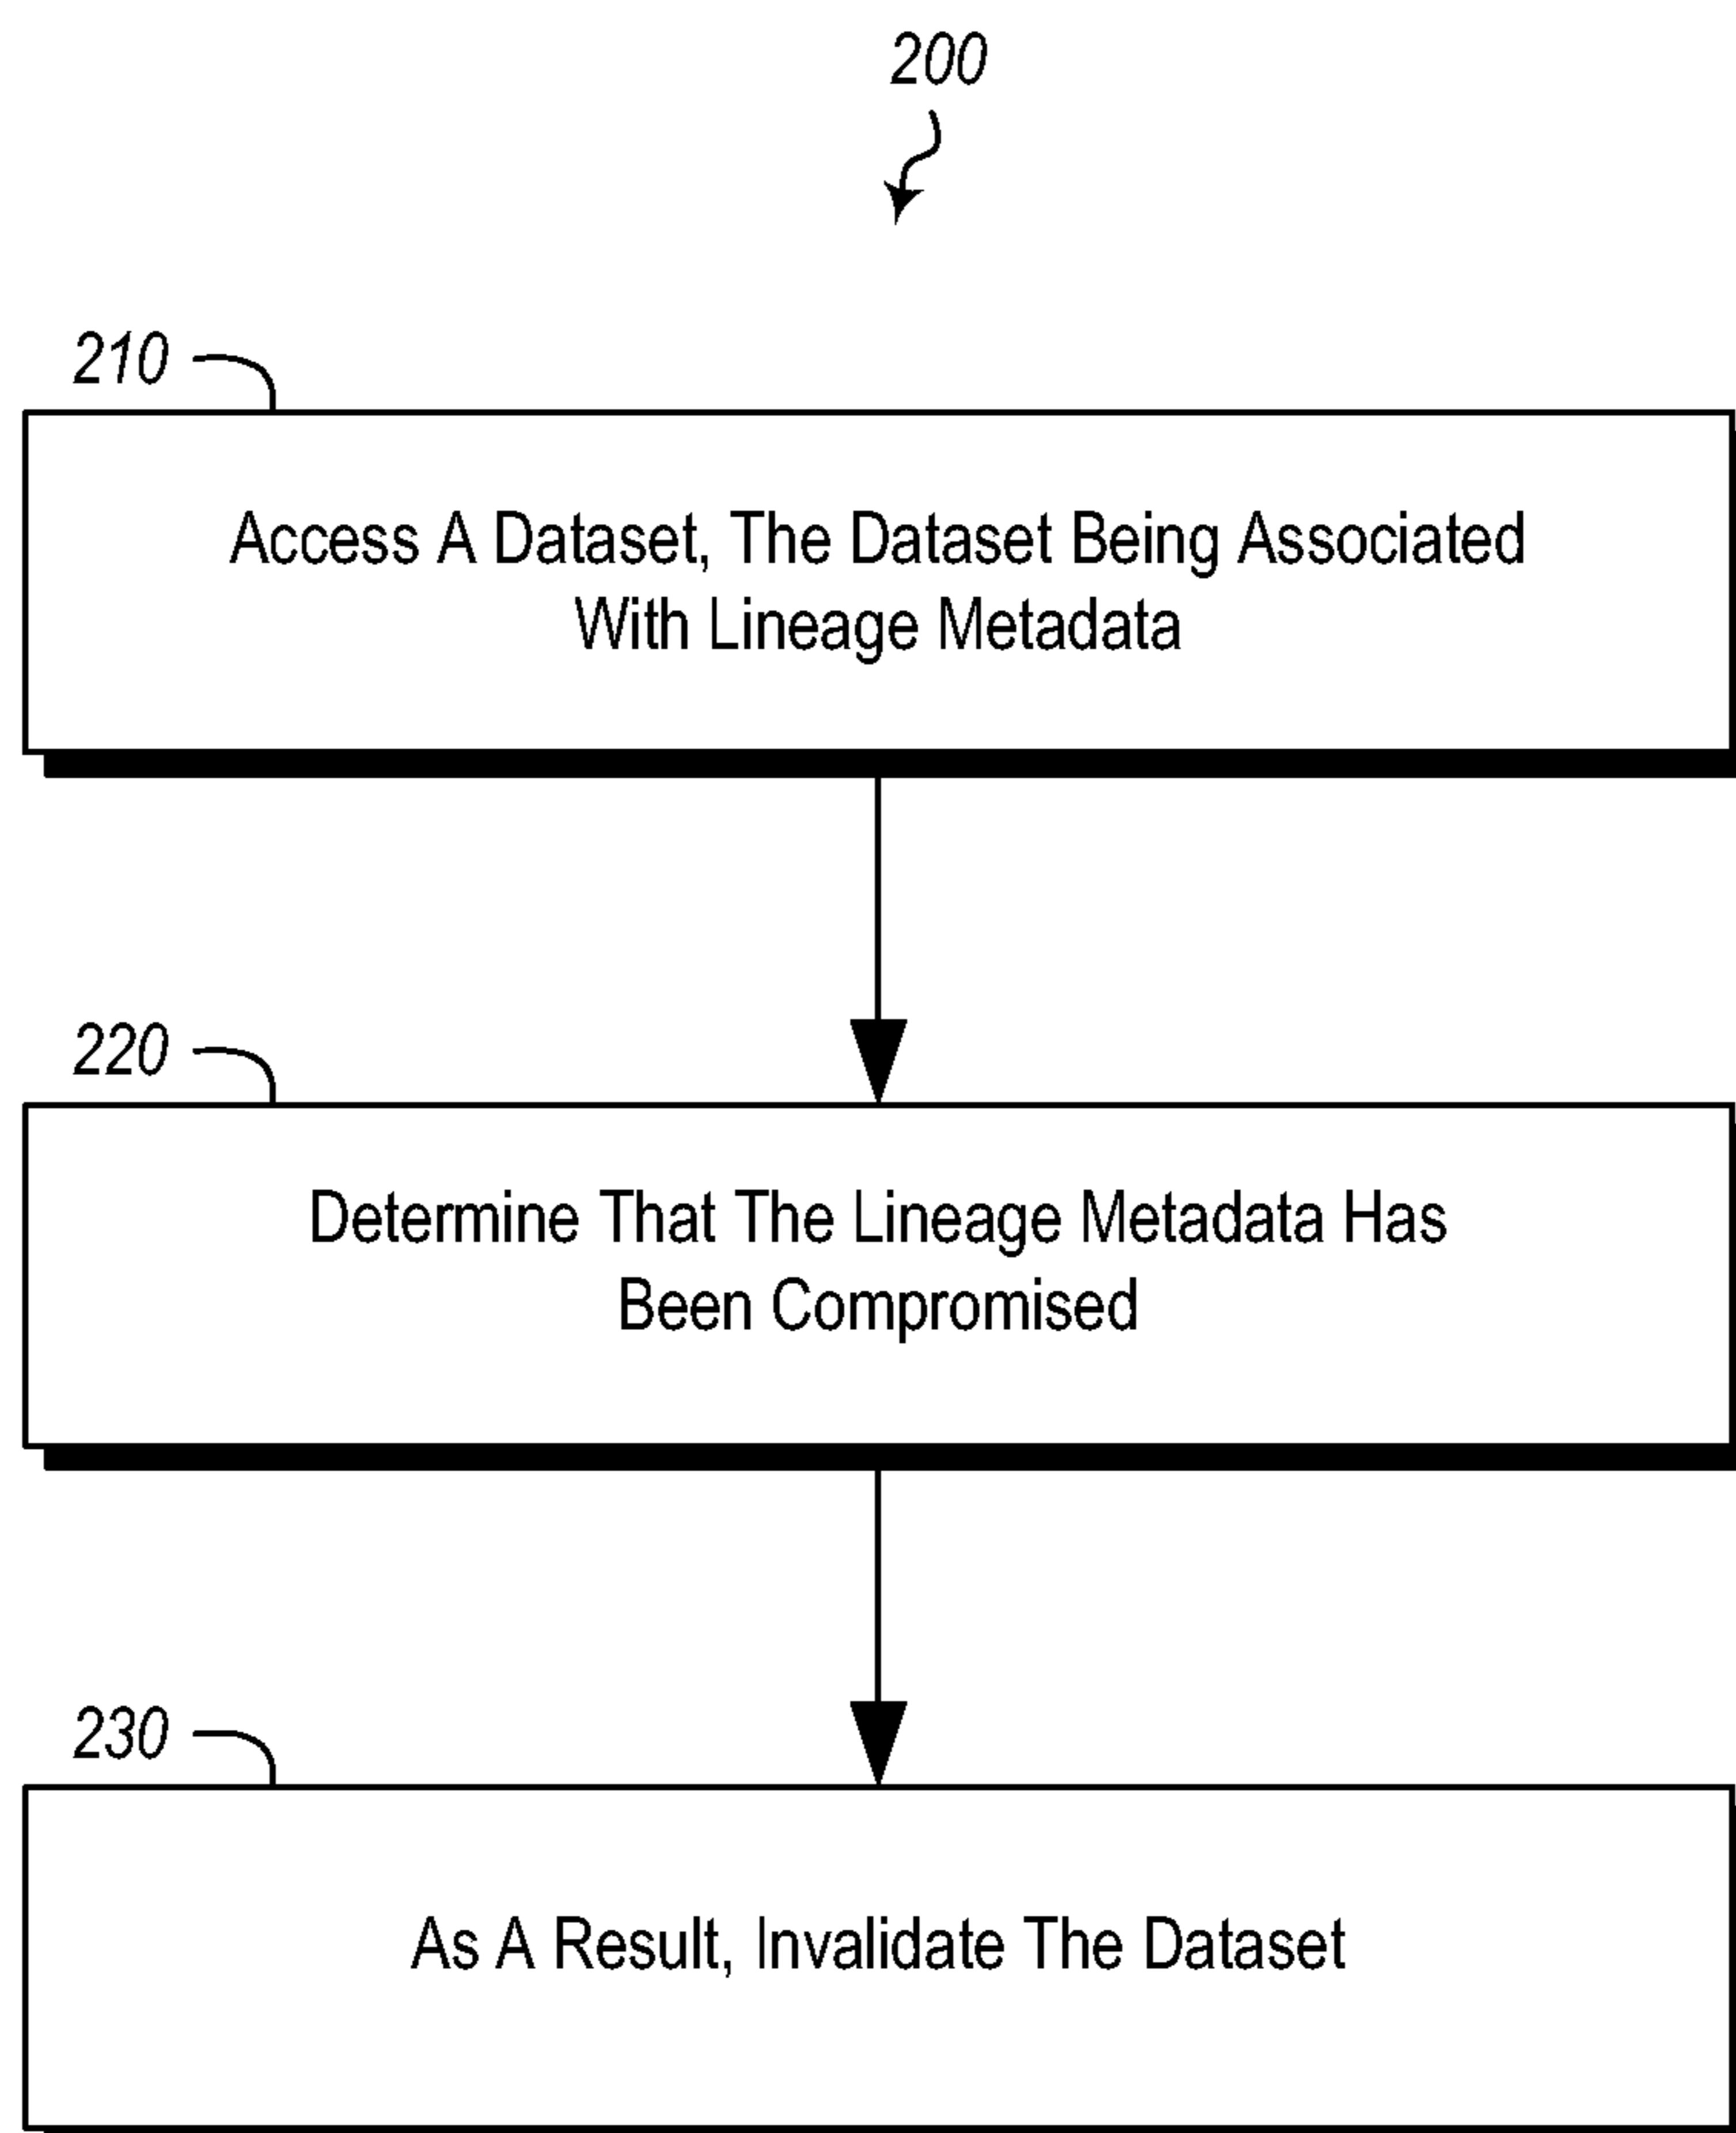 200
210
Access A Dataset, The Dataset Being Associated
With Lineage Metadata
220
Determine That The Lineage Metadata Has
Been Compromised
230
As A Result, Invalidate The Dataset